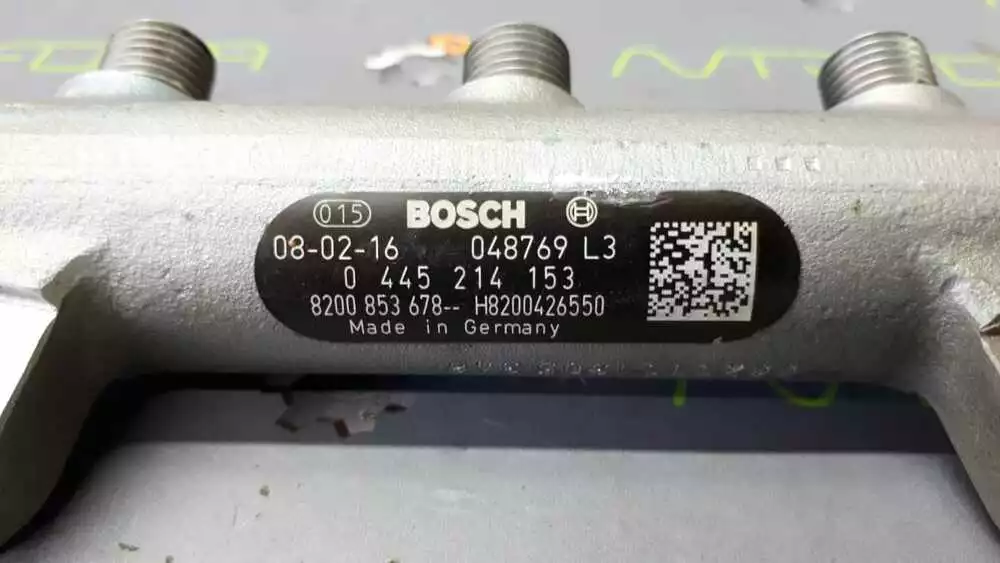 015 BOSCH
08-02-16 048769 L3
0 445 214 153
8200 853 678-- H8200426550
Made in Germany